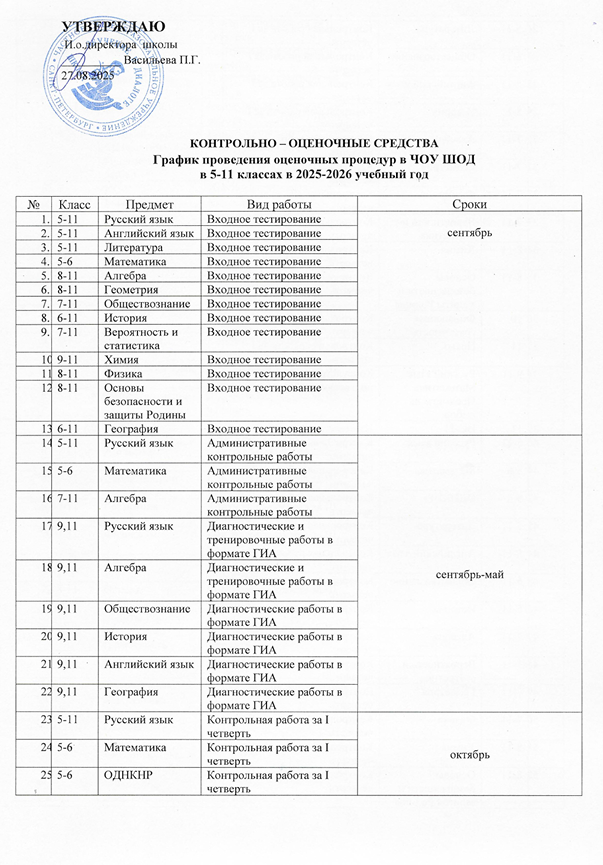 УТВЕРЖДАЮ
И.о.директора школы
Васильева П.Г.
27.08.2025
КОНТРОЛЬНО – ОЦЕНОЧНЫЕ СРЕДСТВА
График проведения оценочных процедур в ЧОУ ШОД
в 5-11 классах в 2025-2026 учебный год
№ Класс Предмет Вид работы Сроки
1. 5-11 Русский язык Входное тестирование
сентябрь
2. 5-11 Английский язык Входное тестирование
3. 5-11 Литература Входное тестирование
4. 5-6 Математика Входное тестирование
5. 8-11 Алгебра Входное тестирование
6. 8-11 Геометрия Входное тестирование
7. 7-11 Обществознание Входное тестирование
8. 6-11 История Входное тестирование
9. 7-11 Вероятность и Входное тестирование
статистика
10 9-11 Химия Входное тестирование
11 8-11 Физика Входное тестирование
12 8-11 Основы Входное тестирование
безопасности и
защиты Родины
13 6-11 География Входное тестирование
14 5-11 Русский язык Административные
контрольные работы
15 5-6 Математика Административные
контрольные работы
16 7-11 Алгебра Административные
контрольные работы
17 9,11 Русский язык Диагностические и
тренировочные работы в
формате ГИА
18 9,11 Алгебра Диагностические и
тренировочные работы в
формате ГИА
сентябрь-май
19 9,11 Обществознание Диагностические работы в
формате ГИА
20 9,11 История Диагностические работы в
формате ГИА
21 9,11 Английский язык Диагностические работы в
формате ГИА
22 9,11 География Диагностические работы в
формате ГИА
23 5-11 Русский язык Контрольная работа за I
четверть
24 5-6 Математика Контрольная работа за I
четверть
октябрь
25 5-6 ОДНКНР Контрольная работа за I
четверть